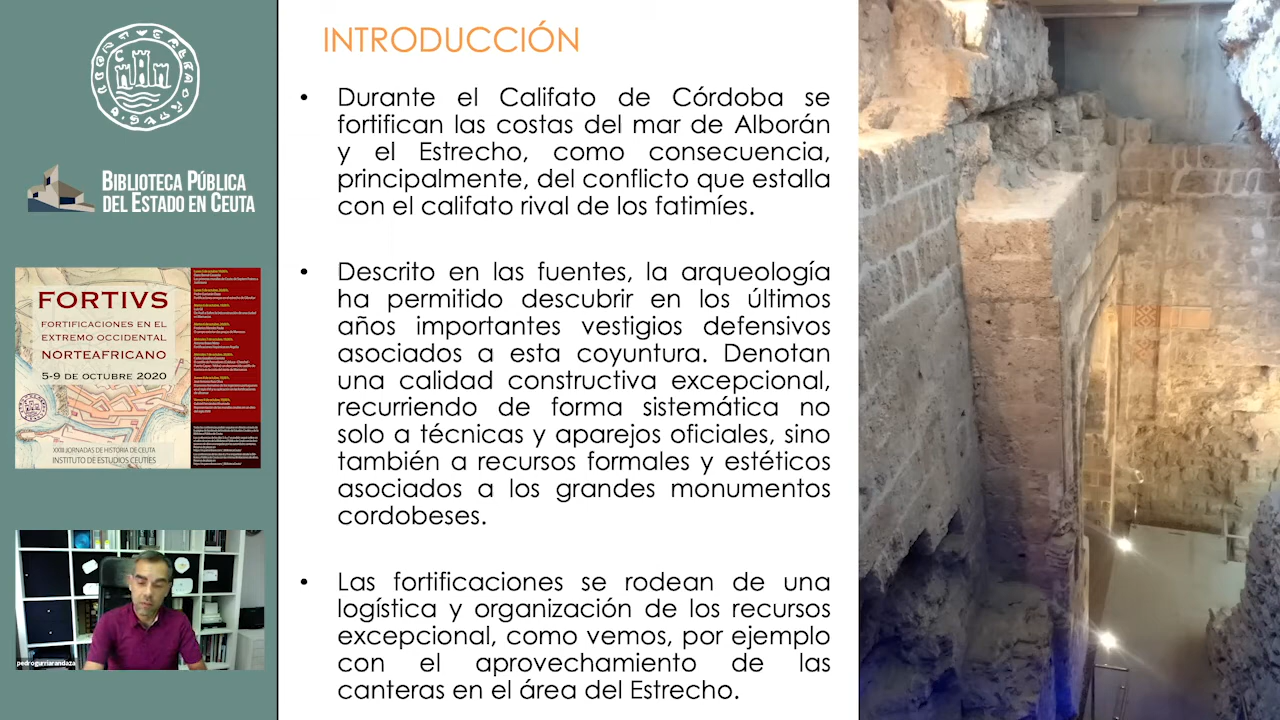 INTRODUCCIÓN
• Durante el Califato de Córdoba se
fortifican las costas del mar de Alborán
y el Estrecho, como consecuencia,
principalmente, del conflicto que estalla
con el califato rival de los fatimíes.
• Descrito en las fuentes, la arqueología
ha permitido descubrir en los últimos
años importantes vestigios defensivos
asociados a esta coyuntura. Denotan
una calidad constructiva excepcional,
recurriendo de forma sistemática no
solo a técnicas y aparejos oficiales, sino
también a recursos formales y estéticos
asociados a los grandes monumentos
cordobeses.
• Las fortificaciones se rodean de una
logística y organización de los recursos
excepcional, como vemos, por ejemplo
con el aprovechamiento de las
canteras en el área del Estrecho.
BIBLIOTECA PÚBLICA
DEL ESTADO EN CEUTA
FORTIVS
FORTIFICACIONES EN EL
EXTREMO OCCIDENTAL
NORTEAFRICANO
5-9 DE OCTUBRE 2020
XXIII JORNADAS DE HISTORIA DE CEUTA
INSTITUTO DE ESTUDIOS CEUTÍES
pedrogurriarandaza